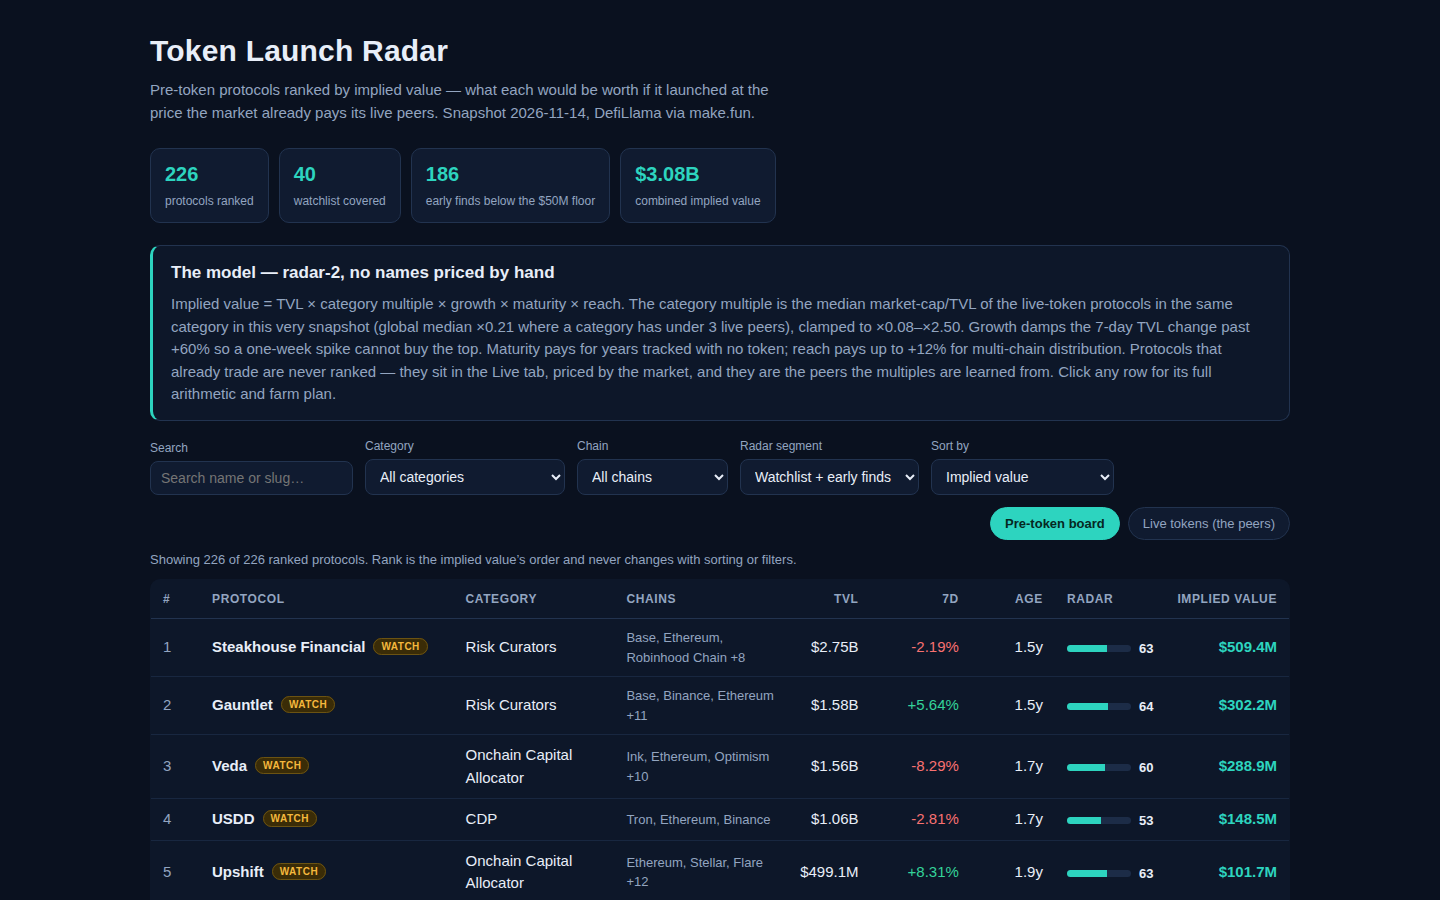 Token Launch Radar
Pre-token protocols ranked by implied value — what each would be worth if it launched at the
price the market already pays its live peers. Snapshot 2026-11-14, DefiLlama via make.fun.
226
protocols ranked
40
watchlist covered
186
early finds below the $50M floor
$3.08B
combined implied value
The model — radar-2, no names priced by hand
Implied value = TVL × category multiple × growth × maturity × reach. The category multiple is the median market-cap/TVL of the live-token protocols in the same
category in this very snapshot (global median ×0.21 where a category has under 3 live peers), clamped to ×0.08–×2.50. Growth damps the 7-day TVL change past
+60% so a one-week spike cannot buy the top. Maturity pays for years tracked with no token; reach pays up to +12% for multi-chain distribution. Protocols that
already trade are never ranked — they sit in the Live tab, priced by the market, and they are the peers the multiples are learned from. Click any row for its full
arithmetic and farm plan.
Search
Search name or slug…
Category
All categories
Chain
All chains
Radar segment
Watchlist + early finds
Sort by
Implied value
Pre-token board
Live tokens (the peers)
Showing 226 of 226 ranked protocols. Rank is the implied value’s order and never changes with sorting or filters.
# PROTOCOL CATEGORY CHAINS TVL 7D AGE RADAR IMPLIED VALUE
1 Steakhouse Financial WATCH Risk Curators Base, Ethereum,
Robinhood Chain +8 $2.75B -2.19% 1.5y 63 $509.4M
2 Gauntlet WATCH Risk Curators Base, Binance, Ethereum
+11 $1.58B +5.64% 1.5y 64 $302.2M
3 Veda WATCH Onchain Capital
Allocator Ink, Ethereum, Optimism
+10 $1.56B -8.29% 1.7y 60 $288.9M
4 USDD WATCH CDP Tron, Ethereum, Binance $1.06B -2.81% 1.7y 53 $148.5M
5 Upshift WATCH Onchain Capital
Allocator Ethereum, Stellar, Flare
+12 $499.1M +8.31% 1.9y 63 $101.7M